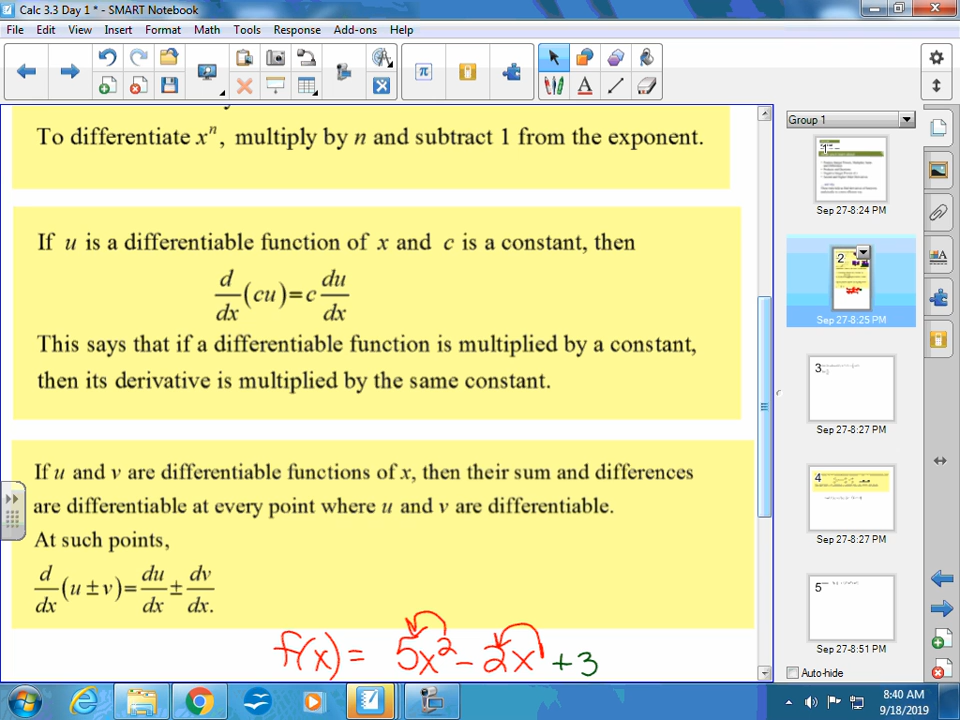 Calc 3.3 Day 1 * - SMART Notebook
File Edit View Insert Format Math Tools Response Add-ons Help
To differentiate xⁿ, multiply by n and subtract 1 from the exponent.
If u is a differentiable function of x and c is a constant, then
d/dx (cu) = c du/dx
This says that if a differentiable function is multiplied by a constant,
then its derivative is multiplied by the same constant.
If u and v are differentiable functions of x, then their sum and differences
are differentiable at every point where u and v are differentiable.
At such points,
d/dx (u ± v) = du/dx ± dv/dx.
f(x) = 5x² - 2x¹ + 3
Group 1
1
Sep 27-8:24 PM
2
Sep 27-8:25 PM
3
Sep 27-8:27 PM
4
Sep 27-8:27 PM
5
Sep 27-8:51 PM
Auto-hide
8:40 AM
9/18/2019